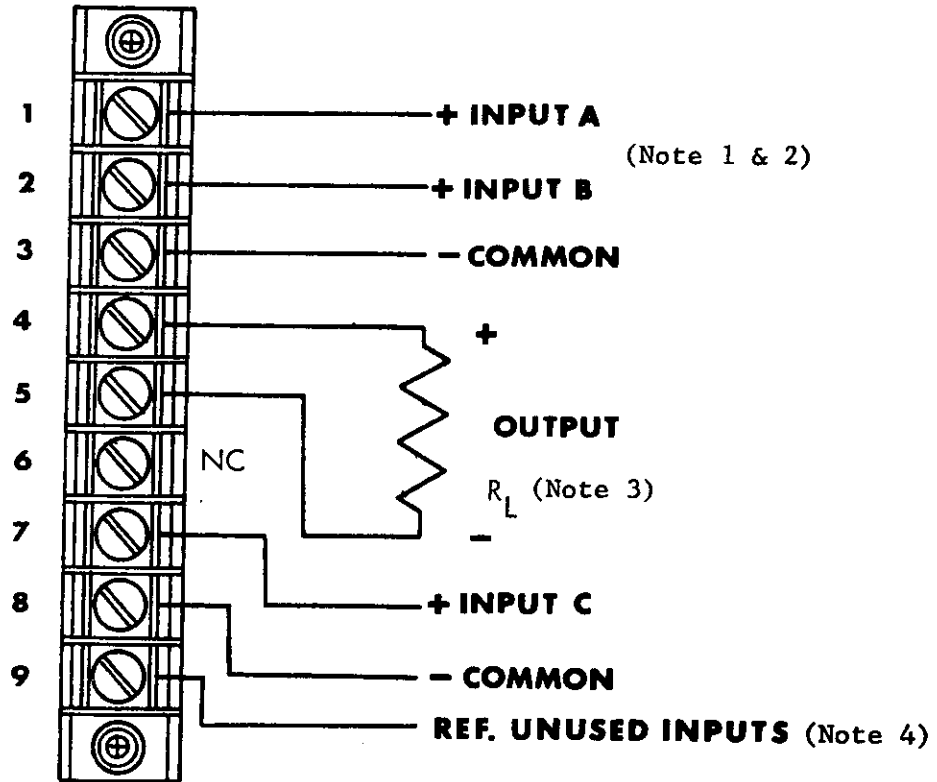 1
+ INPUT A
(Note 1 & 2)
2
+ INPUT B
3
- COMMON
4
+
5
OUTPUT
6
NC
R_L (Note 3)
7
-
+ INPUT C
8
- COMMON
9
REF. UNUSED INPUTS (Note 4)